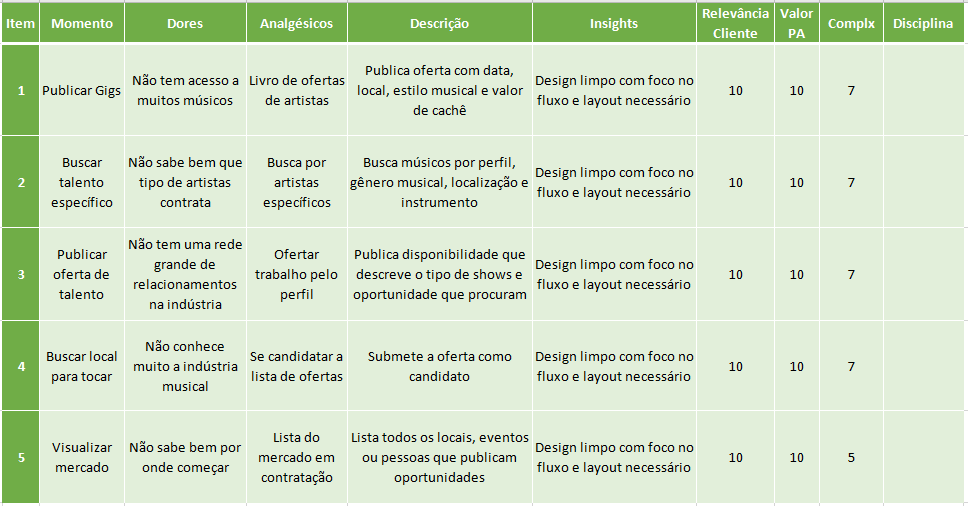 Item Momento Dores Analgésicos Descrição Insights Relevância Cliente Valor PA Complx Disciplina
1 Publicar Gigs Não tem acesso a muitos músicos Livro de ofertas de artistas Publica oferta com data, local, estilo musical e valor de cachê Design limpo com foco no fluxo e layout necessário 10 10 7
2 Buscar talento específico Não sabe bem que tipo de artistas contrata Busca por artistas específicos Busca músicos por perfil, gênero musical, localização e instrumento Design limpo com foco no fluxo e layout necessário 10 10 7
3 Publicar oferta de talento Não tem uma rede grande de relacionamentos na indústria Ofertar trabalho pelo perfil Publica disponibilidade que descreve o tipo de shows e oportunidade que procuram Design limpo com foco no fluxo e layout necessário 10 10 7
4 Buscar local para tocar Não conhece muito a indústria musical Se candidatar a lista de ofertas Submete a oferta como candidato Design limpo com foco no fluxo e layout necessário 10 10 7
5 Visualizar mercado Não sabe bem por onde começar Lista do mercado em contratação Lista todos os locais, eventos ou pessoas que publicam oportunidades Design limpo com foco no fluxo e layout necessário 10 10 5